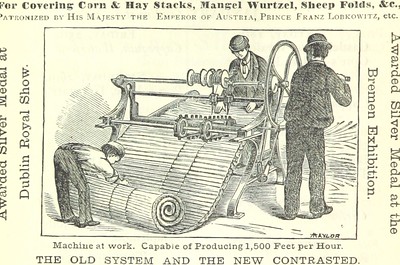 For Covering Corn & Hay Stacks, Mangel Wurtzel, Sheep Folds, &c.,
Patronized by His Majesty the Emperor of Austria, Prince Franz Lobkowitz, etc.
Awarded Silver Medal at
Dublin Royal Show.
Bremen Exhibition.
Awarded Silver Medal at the
TAYLOR
Machine at work. Capable of Producing 1,500 Feet per Hour.
THE OLD SYSTEM AND THE NEW CONTRASTED.